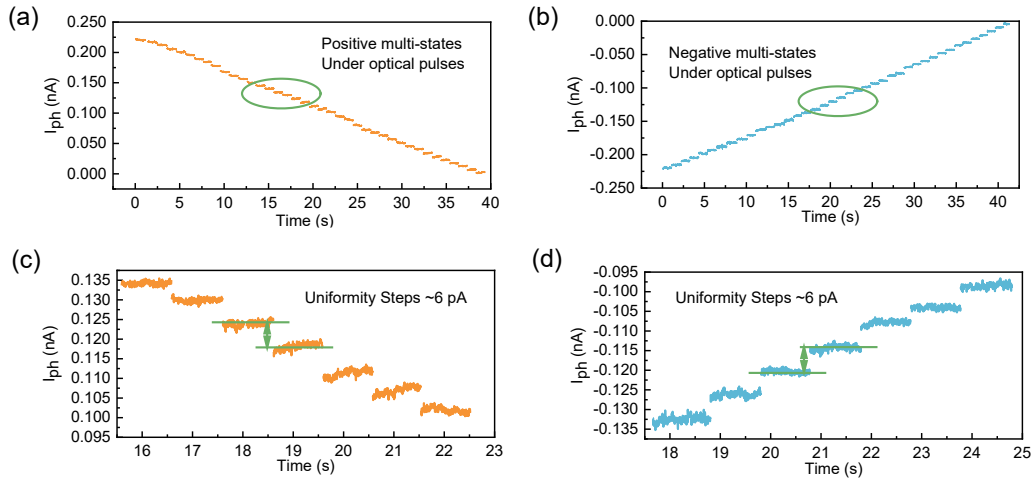 (a)
0.250
0.200
0.150
0.100
0.050
0.000
I_ph (nA)
Positive multi-states
Under optical pulses
0 5 10 15 20 25 30 35 40
Time (s)
(b)
-0.000
-0.050
-0.100
-0.150
-0.200
-0.250
I_ph (nA)
Negative multi-states
Under optical pulses
0 5 10 15 20 25 30 35 40
Time (s)
(c)
0.135
0.130
0.125
0.120
0.115
0.110
0.105
0.100
0.095
I_ph (nA)
Uniformity Steps ~6 pA
16 17 18 19 20 21 22 23
Time (s)
(d)
-0.095
-0.100
-0.105
-0.110
-0.115
-0.120
-0.125
-0.130
-0.135
I_ph (nA)
Uniformity Steps ~6 pA
18 17 19 20 21 22 23 24 25
Time (s)